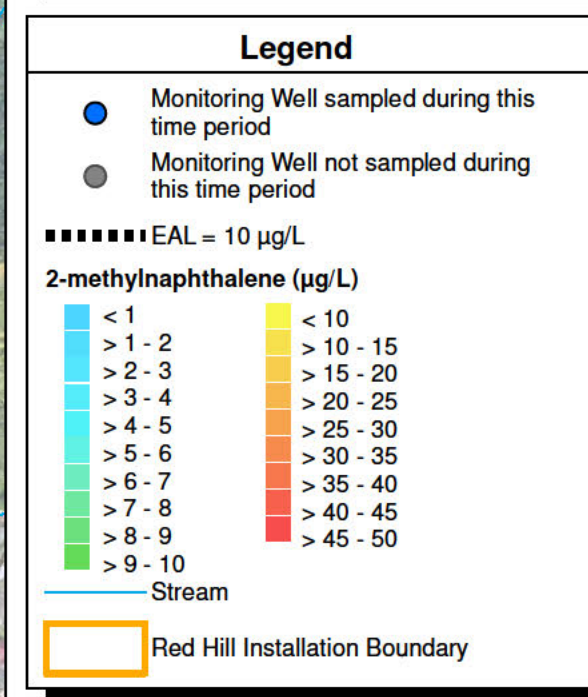 Legend
Monitoring Well sampled during this
time period
Monitoring Well not sampled during
this time period
EAL = 10 µg/L
2-methylnaphthalene (µg/L)
< 1
> 1 - 2
> 2 - 3
> 3 - 4
> 4 - 5
> 5 - 6
> 6 - 7
> 7 - 8
> 8 - 9
> 9 - 10
< 10
> 10 - 15
> 15 - 20
> 20 - 25
> 25 - 30
> 30 - 35
> 35 - 40
> 40 - 45
> 45 - 50
Stream
Red Hill Installation Boundary